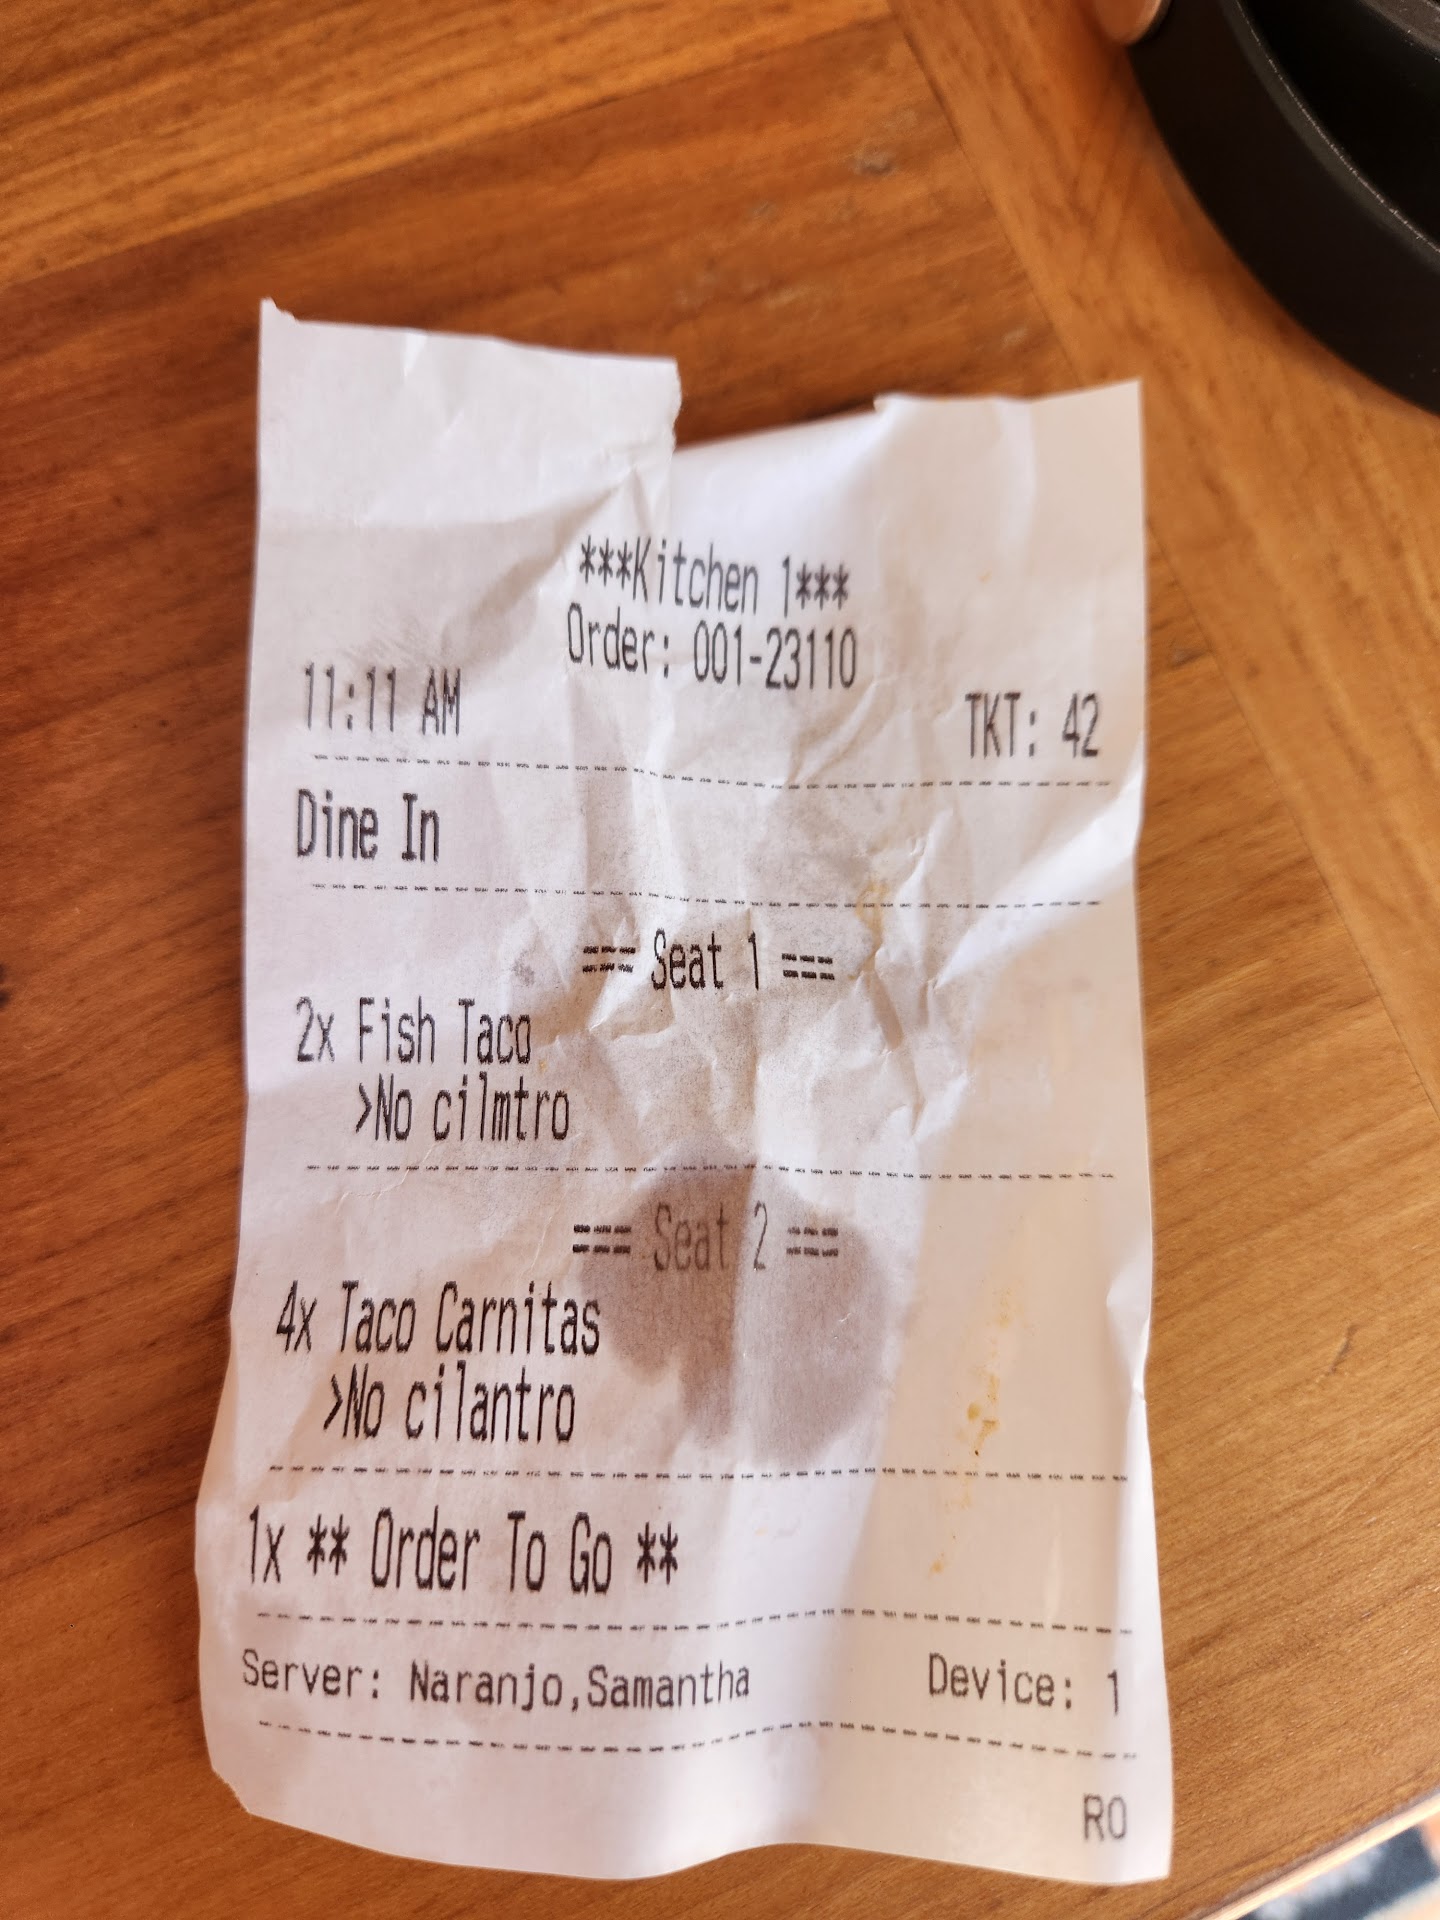 ***Kitchen 1***
Order: 001-23110
11:11 AM TKT: 42
Dine In
=== Seat 1 ===
2x Fish Taco
>No cilmtro
=== Seat 2 ===
4x Taco Carnitas
>No cilantro
1x ** Order To Go **
Server: Naranjo,Samantha Device: 1
RO